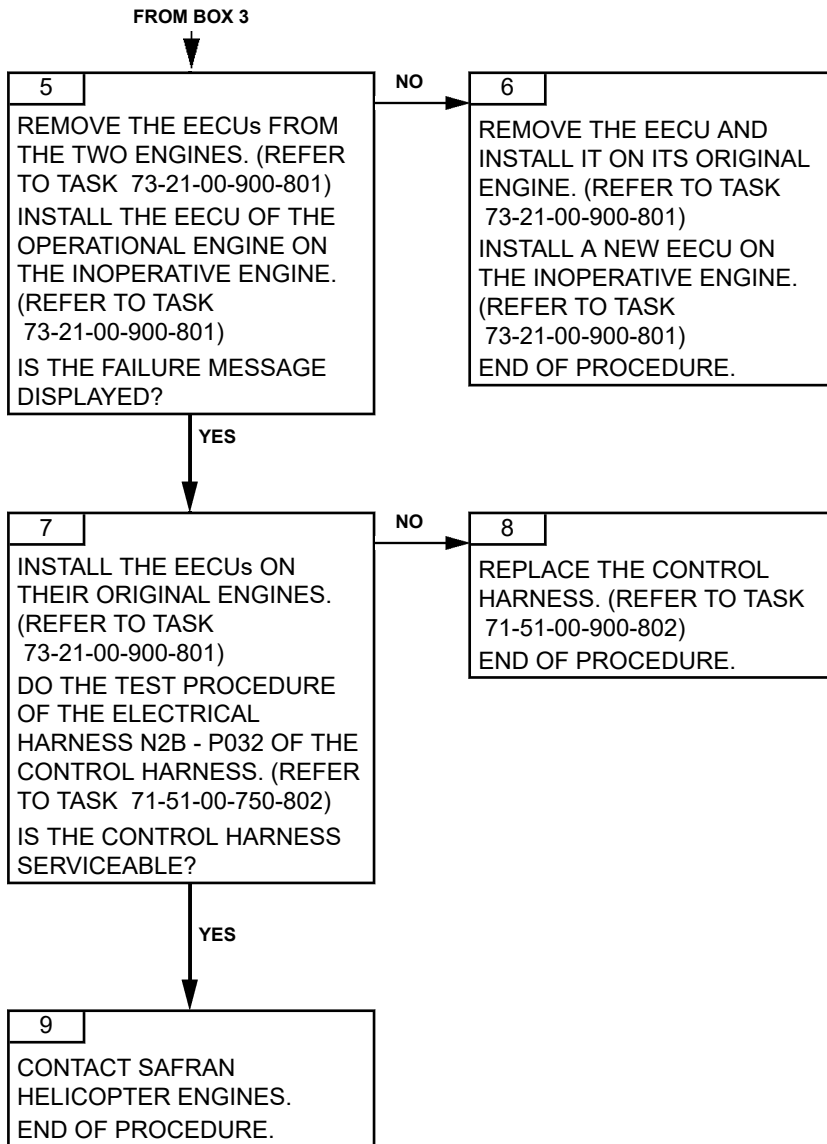 FROM BOX 3
5
REMOVE THE EECUs FROM
THE TWO ENGINES. (REFER
TO TASK 73-21-00-900-801)
INSTALL THE EECU OF THE
OPERATIONAL ENGINE ON
THE INOPERATIVE ENGINE.
(REFER TO TASK
73-21-00-900-801)
IS THE FAILURE MESSAGE
DISPLAYED?
NO
6
REMOVE THE EECU AND
INSTALL IT ON ITS ORIGINAL
ENGINE. (REFER TO TASK
73-21-00-900-801)
INSTALL A NEW EECU ON
THE INOPERATIVE ENGINE.
(REFER TO TASK
73-21-00-900-801)
END OF PROCEDURE.
YES
7
INSTALL THE EECUs ON
THEIR ORIGINAL ENGINES.
(REFER TO TASK
73-21-00-900-801)
DO THE TEST PROCEDURE
OF THE ELECTRICAL
HARNESS N2B - P032 OF THE
CONTROL HARNESS. (REFER
TO TASK 71-51-00-750-802)
IS THE CONTROL HARNESS
SERVICEABLE?
NO
8
REPLACE THE CONTROL
HARNESS. (REFER TO TASK
71-51-00-900-802)
END OF PROCEDURE.
YES
9
CONTACT SAFRAN
HELICOPTER ENGINES.
END OF PROCEDURE.